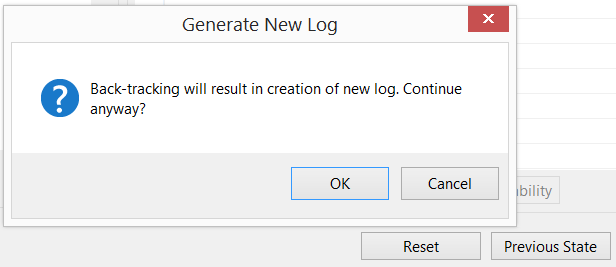 Generate New Log
Back-tracking will result in creation of new log. Continue
anyway?
OK
Cancel
Reset
Previous State